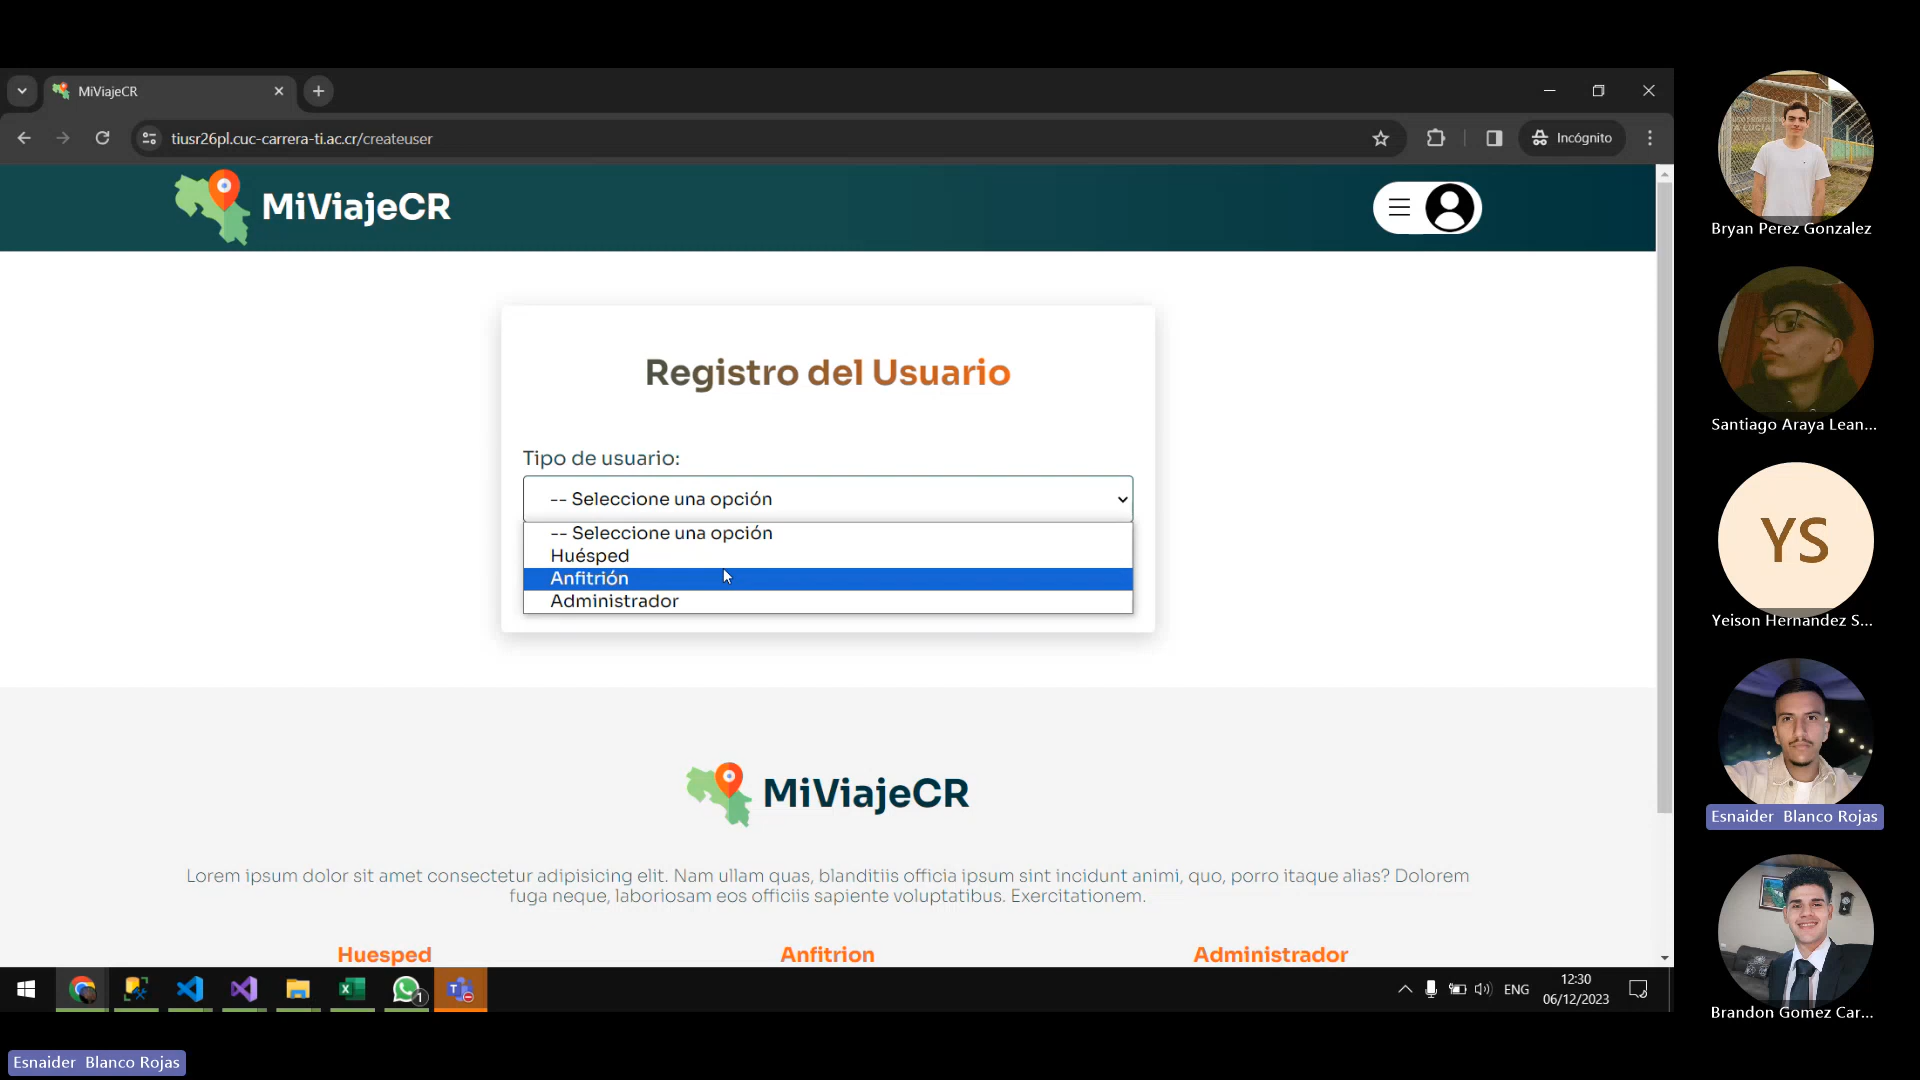 MiViajeCR
tiusr26pl.cuc-carrera-ti.ac.cr/createuser
Incógnito
MiViajeCR
Registro del Usuario
Tipo de usuario:
-- Seleccione una opción
-- Seleccione una opción
Huésped
Anfitrión
Administrador
MiViajeCR
Lorem ipsum dolor sit amet consectetur adipisicing elit. Nam ullam quas, blanditiis officia ipsum sint incidunt animi, quo, porro itaque alias? Dolorem
fuga neque, laboriosam eos officiis sapiente voluptatibus. Exercitationem.
Huesped
Anfitrion
Administrador
1
ENG
12:30
06/12/2023
Bryan Perez Gonzalez
Santiago Araya Lean...
YS
Yeison Hernandez S...
Esnaider Blanco Rojas
Brandon Gomez Car...
Esnaider Blanco Rojas